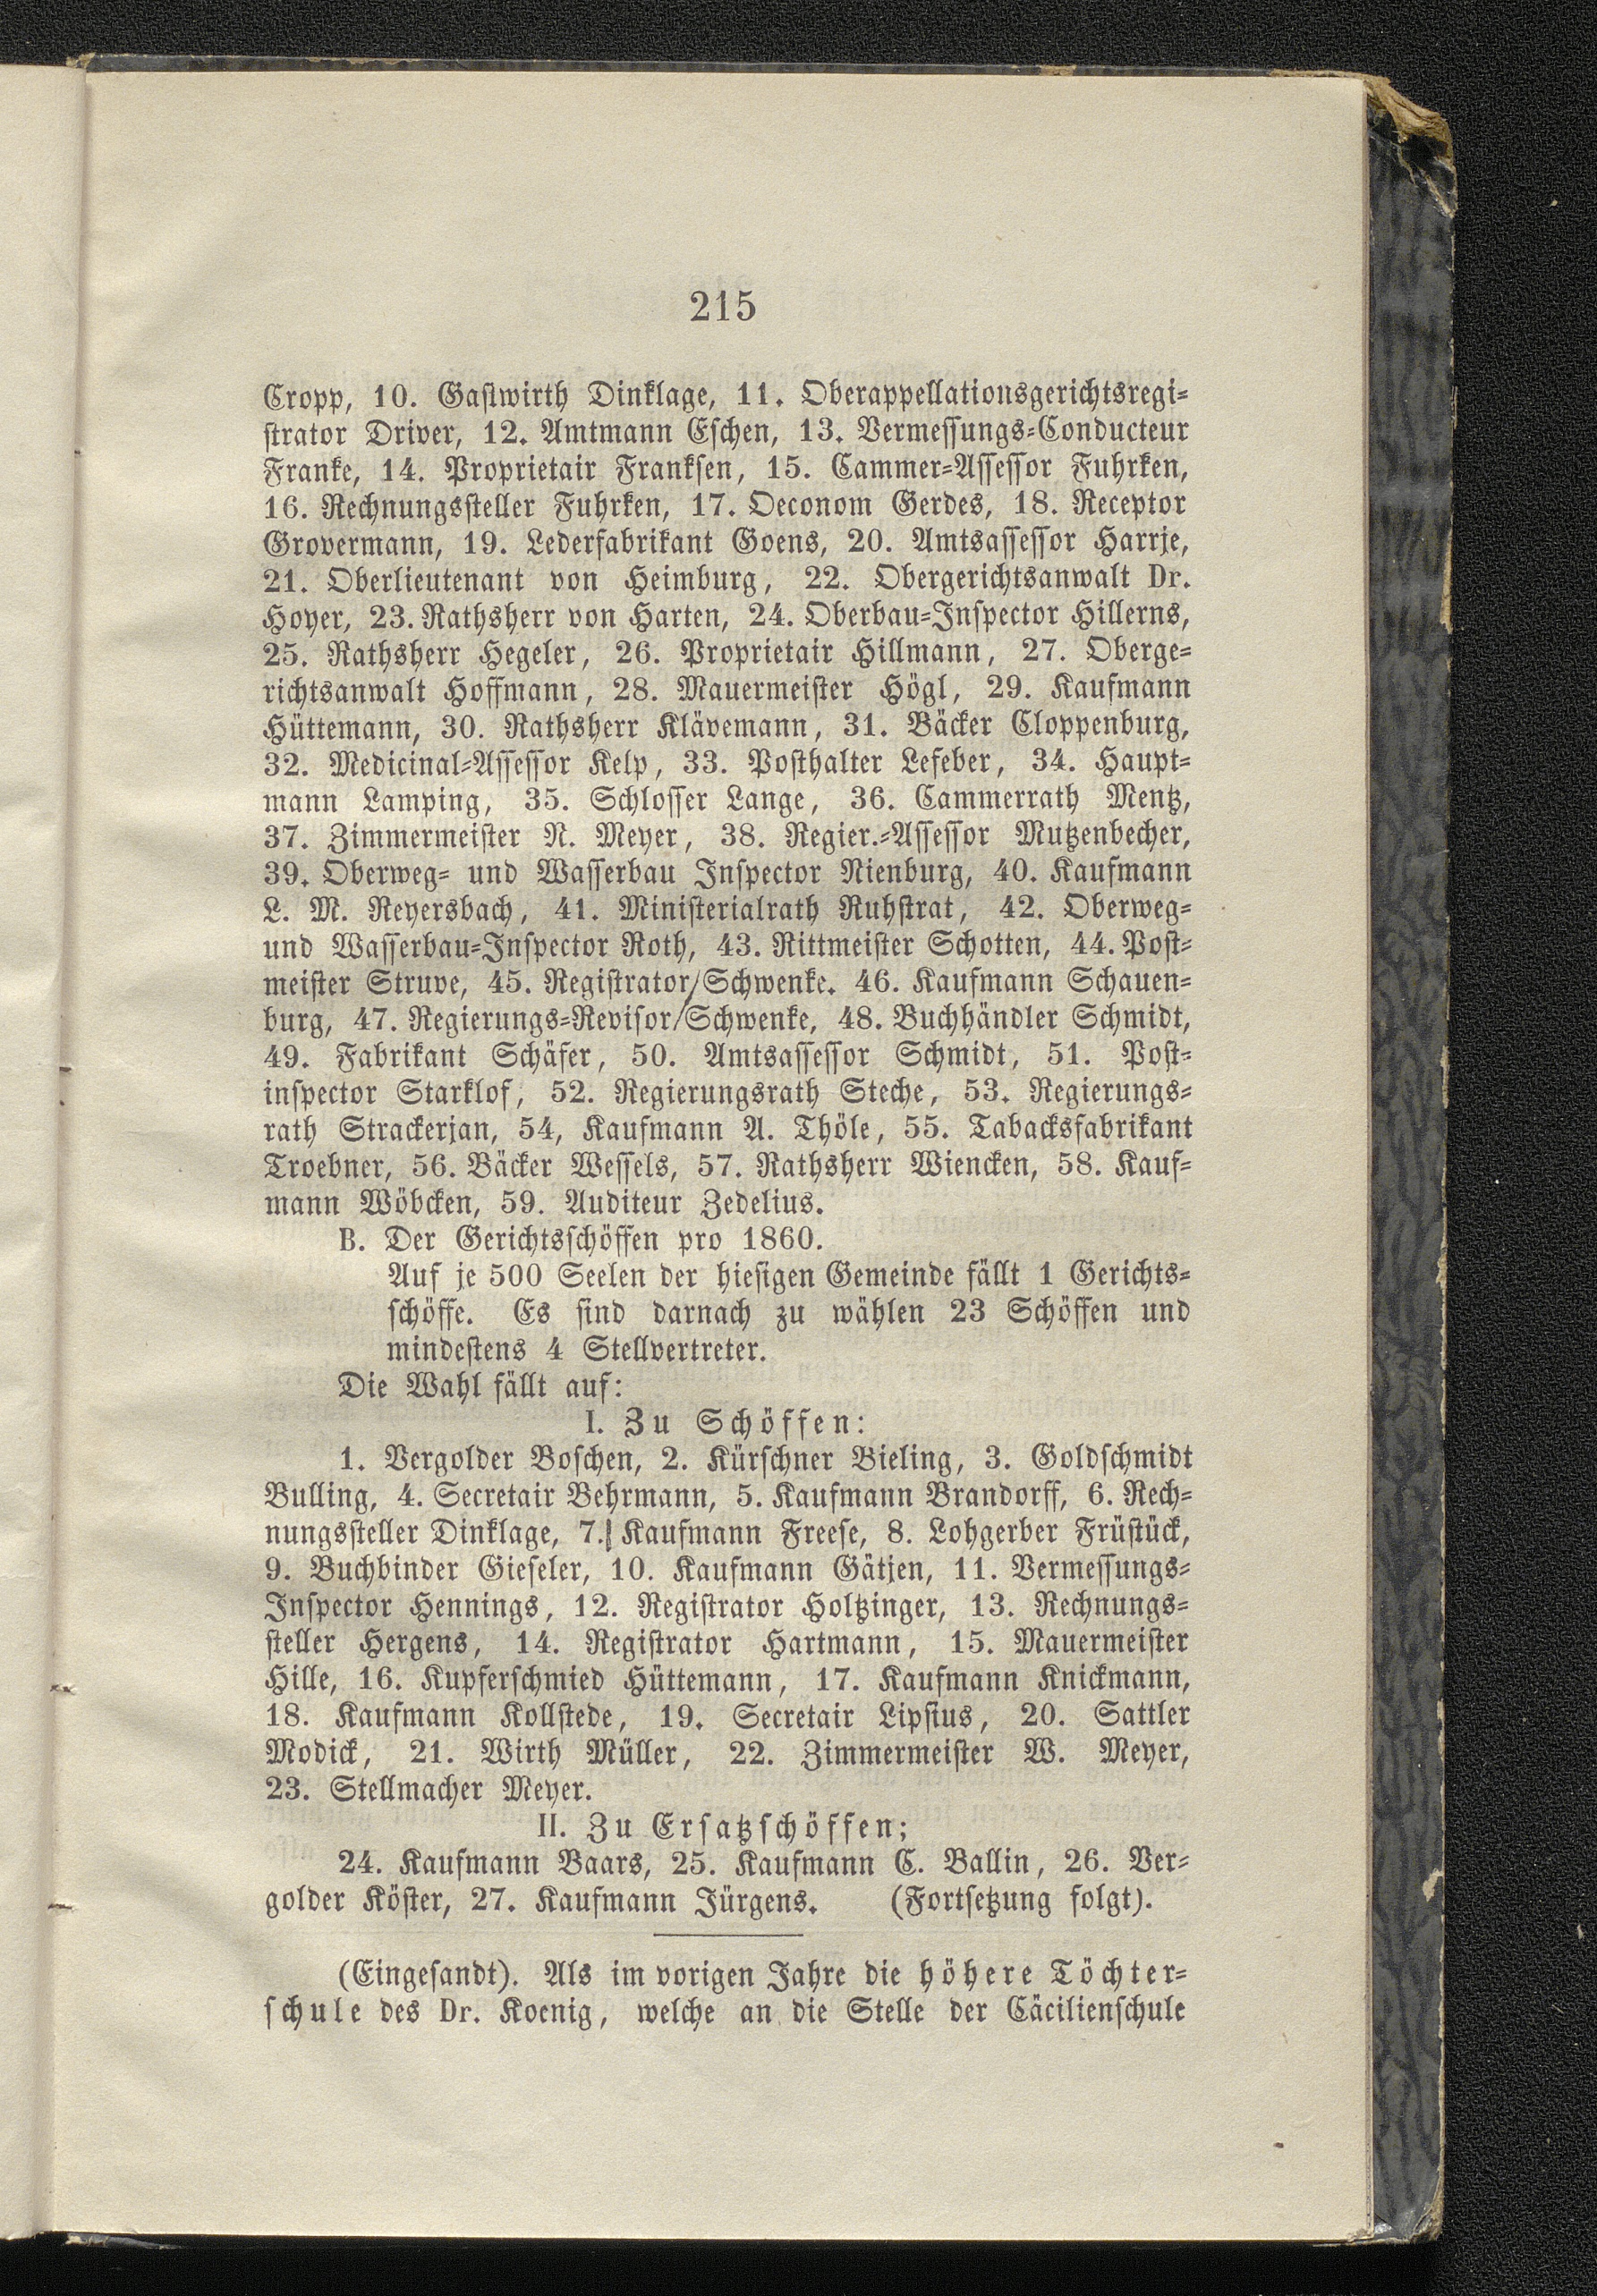 215
Cropp, 10. Gastwirth Dinklage, 11. Oberappellationsgerichtsregi-
strator Driver, 12. Amtmann Eschen, 13. Vermessungs-Conducteur
Franke, 14. Proprietair Franksen, 15. Cammer-Assessor Fuhrken,
16. Rechnungssteller Fuhrken, 17. Oeconom Gerdes, 18. Receptor
Grovermann, 19. Lederfabrikant Goens, 20. Amtsassessor Harrje,
21. Oberlieutenant von Heimburg, 22. Obergerichtsanwalt Dr.
Hoyer, 23. Rathsherr von Harten, 24. Oberbau-Inspector Hillerns,
25. Rathsherr Hegeler, 26. Proprietair Hillmann, 27. Oberge-
richtsanwalt Hoffmann, 28. Mauermeister Högl, 29. Kaufmann
Hüttemann, 30. Rathsherr Klävemann, 31. Bäcker Cloppenburg,
32. Medicinal-Assessor Kelp, 33. Posthalter Lefeber, 34. Haupt-
mann Lamping, 35. Schlosser Lange, 36. Cammerrath Mentz,
37. Zimmermeister N. Meyer, 38. Regier.-Assessor Mutzenbecher,
39. Oberweg- und Wasserbau Inspector Nienburg, 40. Kaufmann
L. M. Reyersbach, 41. Ministerialrath Ruhstrat, 42. Oberweg-
und Wasserbau-Inspector Roth, 43. Rittmeister Schotten, 44. Post-
meister Struve, 45. Registrator/Schwenke. 46. Kaufmann Schauen-
burg, 47. Regierungs-Revisor/Schwenke, 48. Buchhändler Schmidt,
49. Fabrikant Schäfer, 50. Amtsassessor Schmidt, 51. Post-
inspector Starklof, 52. Regierungsrath Steche, 53. Regierungs-
rath Strackerjan, 54, Kaufmann A. Thöle, 55. Tabacksfabrikant
Troebner, 56. Bäcker Wessels, 57. Rathsherr Wiencken, 58. Kauf-
mann Wöbcken, 59. Auditeur Zedelius.
B. Der Gerichtsschöffen pro 1860.
Auf je 500 Seelen der hiesigen Gemeinde fällt 1 Gerichts-
schöffe. Es sind darnach zu wählen 23 Schöffen und
mindestens 4 Stellvertreter.
Die Wahl fällt auf:
I. Zu Schöffen:
1. Vergolder Boschen, 2. Kürschner Bieling, 3. Goldschmidt
Bulling, 4. Secretair Behrmann, 5. Kaufmann Brandorff, 6. Rech-
nungssteller Dinklage, 7. Kaufmann Freese, 8. Lohgerber Früstück,
9. Buchbinder Gieseler, 10. Kaufmann Gätjen, 11. Vermessungs-
Inspector Hennings, 12. Registrator Holtzinger, 13. Rechnungs-
steller Hergens, 14. Registrator Hartmann, 15. Mauermeister
Hille, 16. Kupferschmied Hüttemann, 17. Kaufmann Knickmann,
18. Kaufmann Kollstede, 19. Secretair Lipsius, 20. Sattler
Modick, 21. Wirth Müller, 22. Zimmermeister W. Meyer,
23. Stellmacher Meyer.
II. Zu Ersatzschöffen;
24. Kaufmann Baars, 25. Kaufmann C. Ballin, 26. Ver-
golder Köster, 27. Kaufmann Jürgens. (Fortsetzung folgt).
(Eingesandt). Als im vorigen Jahre die höhere Töchter-
schule des Dr. Koenig, welche an die Stelle der Cäcilienschule